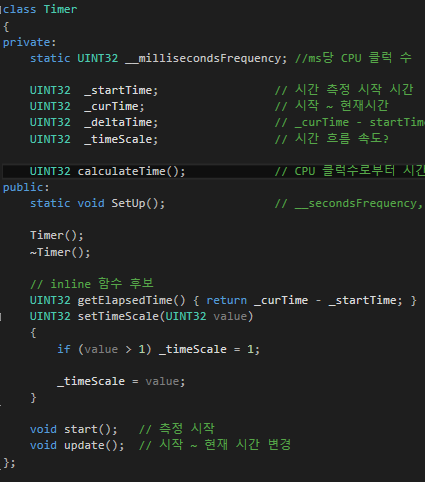 class Timer
{
private:
    static UINT32 __millisecondsFrequency; //ms당 CPU 클럭 수
    UINT32  _startTime;                 // 시간 측정 시작 시간
    UINT32  _curTime;                   // 시작 ~ 현재시간
    UINT32  _deltaTime;                 // _curTime - startTime
    UINT32  _timeScale;                 // 시간 흐름 속도?
    UINT32 calculateTime();             // CPU 클럭수로부터 시간
public:
    static void SetUp();                // __secondsFrequency,
    Timer();
    ~Timer();
    // inline 함수 후보
    UINT32 getElapsedTime() { return _curTime - _startTime; }
    UINT32 setTimeScale(UINT32 value)
    {
        if (value > 1) _timeScale = 1;
        _timeScale = value;
    }
    void start();   // 측정 시작
    void update();  // 시작 ~ 현재 시간 변경
};